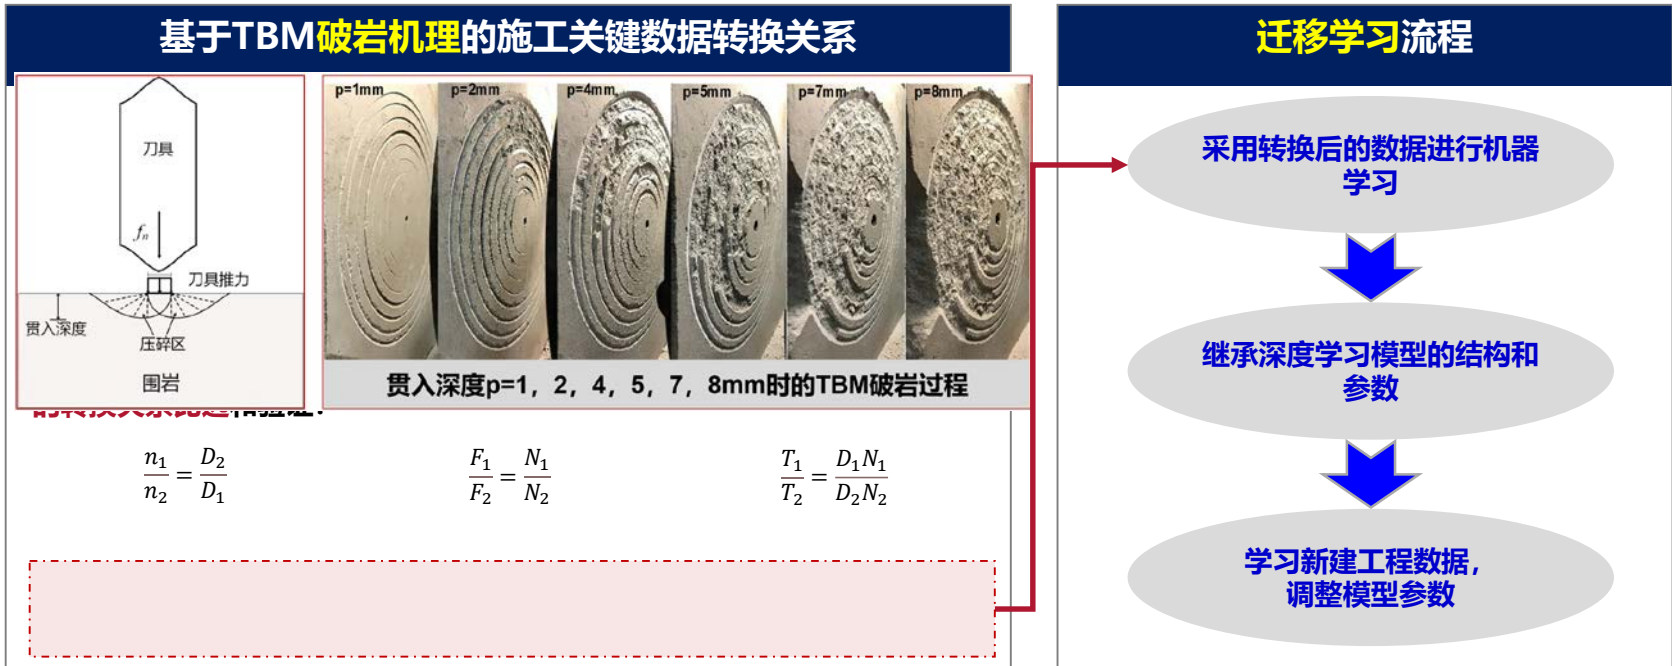 基于TBM破岩机理的施工关键数据转换关系
刀具
fn
刀具推力
贯入深度
压碎区
围岩
p=1mm
p=2mm
p=4mm
p=5mm
p=7mm
p=8mm
贯入深度p=1，2，4，5，7，8mm时的TBM破岩过程
n1/n2 = D2/D1
F1/F2 = N1/N2
T1/T2 = D1N1/D2N2
迁移学习流程
采用转换后的数据进行机器
学习
继承深度学习模型的结构和
参数
学习新建工程数据，
调整模型参数